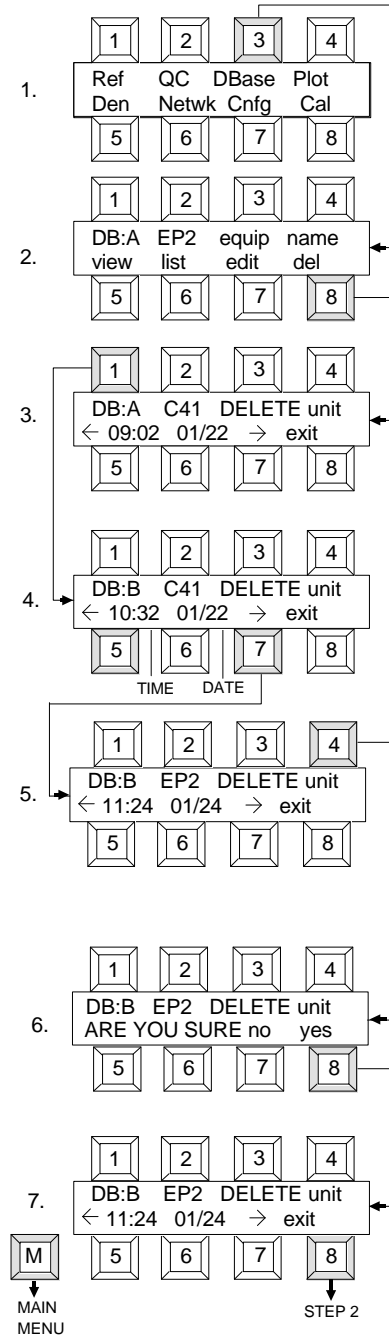 1 2 3 4
1. Ref QC DBase Plot
Den Netwk Cnfg Cal
5 6 7 8
1 2 3 4
2. DB:A EP2 equip name
view list edit del
5 6 7 8
1 2 3 4
3. DB:A C41 DELETE unit
← 09:02 01/22 → exit
5 6 7 8
1 2 3 4
4. DB:B C41 DELETE unit
← 10:32 01/22 → exit
5 6 7 8
TIME DATE
1 2 3 4
5. DB:B EP2 DELETE unit
← 11:24 01/24 → exit
5 6 7 8
1 2 3 4
6. DB:B EP2 DELETE unit
ARE YOU SURE no yes
5 6 7 8
1 2 3 4
7. DB:B EP2 DELETE unit
← 11:24 01/24 → exit
M 5 6 7 8
MAIN
MENU
STEP 2